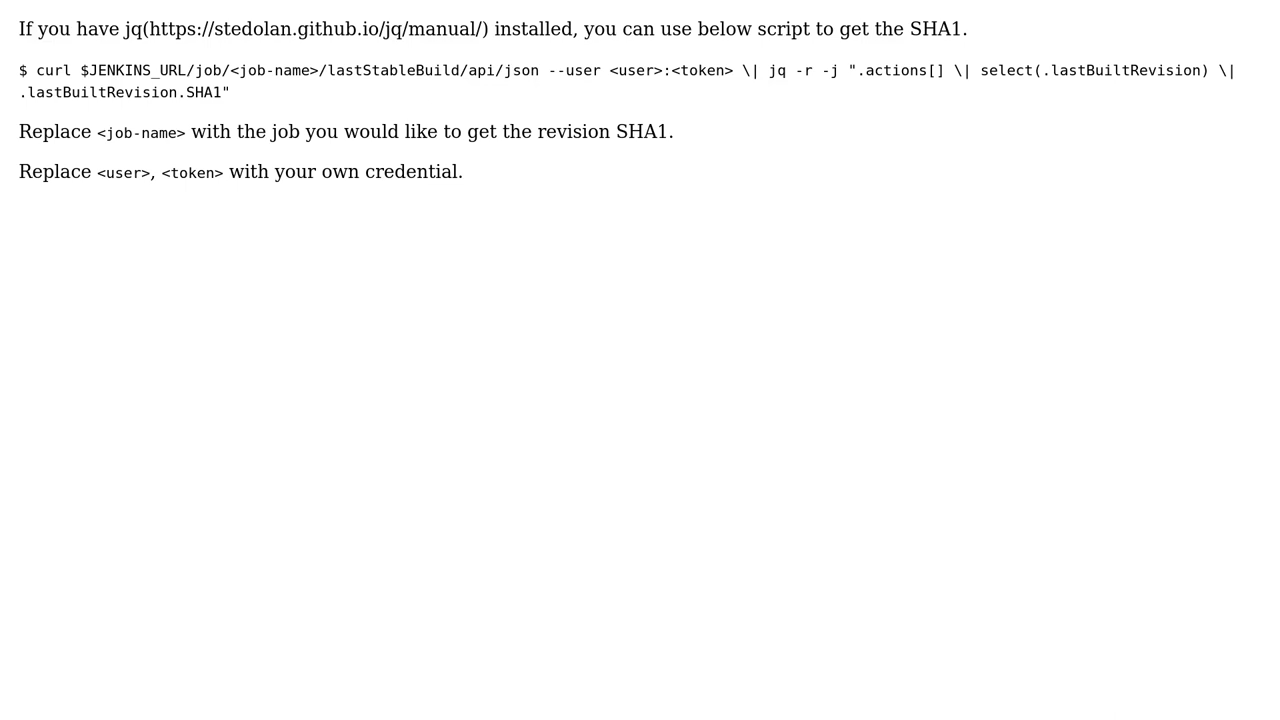 If you have jq(https://stedolan.github.io/jq/manual/) installed, you can use below script to get the SHA1.
$ curl $JENKINS_URL/job/<job-name>/lastStableBuild/api/json --user <user>:<token> \| jq -r -j ".actions[] \| select(.lastBuiltRevision) \|
.lastBuiltRevision.SHA1"
Replace <job-name> with the job you would like to get the revision SHA1.
Replace <user>, <token> with your own credential.